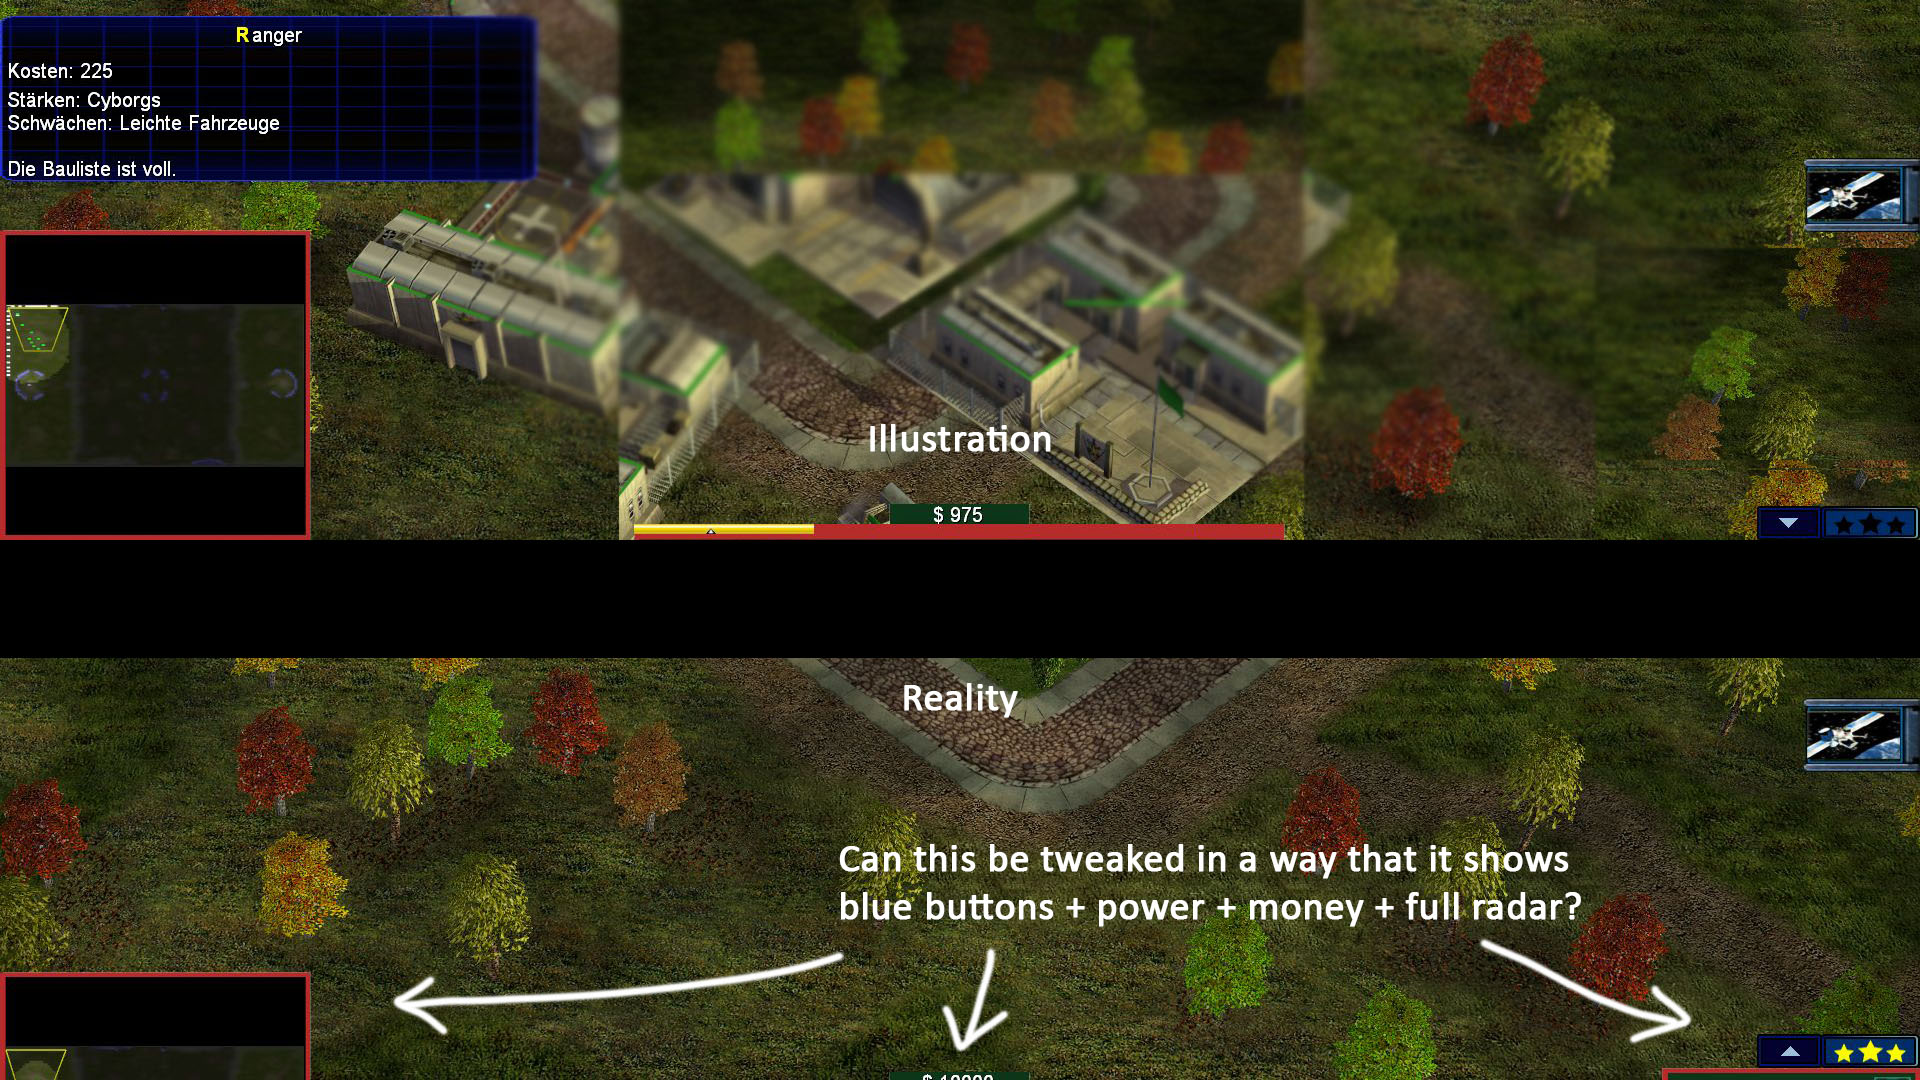 Ranger
Kosten: 225
Stärken: Cyborgs
Schwächen: Leichte Fahrzeuge
Die Bauliste ist voll.
Illustration
$ 975
Reality
Can this be tweaked in a way that it shows
blue buttons + power + money + full radar?
$ 10000